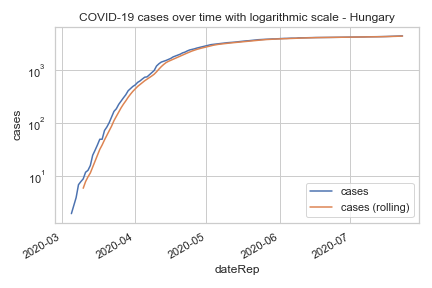 COVID-19 cases over time with logarithmic scale - Hungary
cases
10³
10²
10¹
cases
cases (rolling)
2020-03
2020-04
2020-05
2020-06
2020-07
dateRep